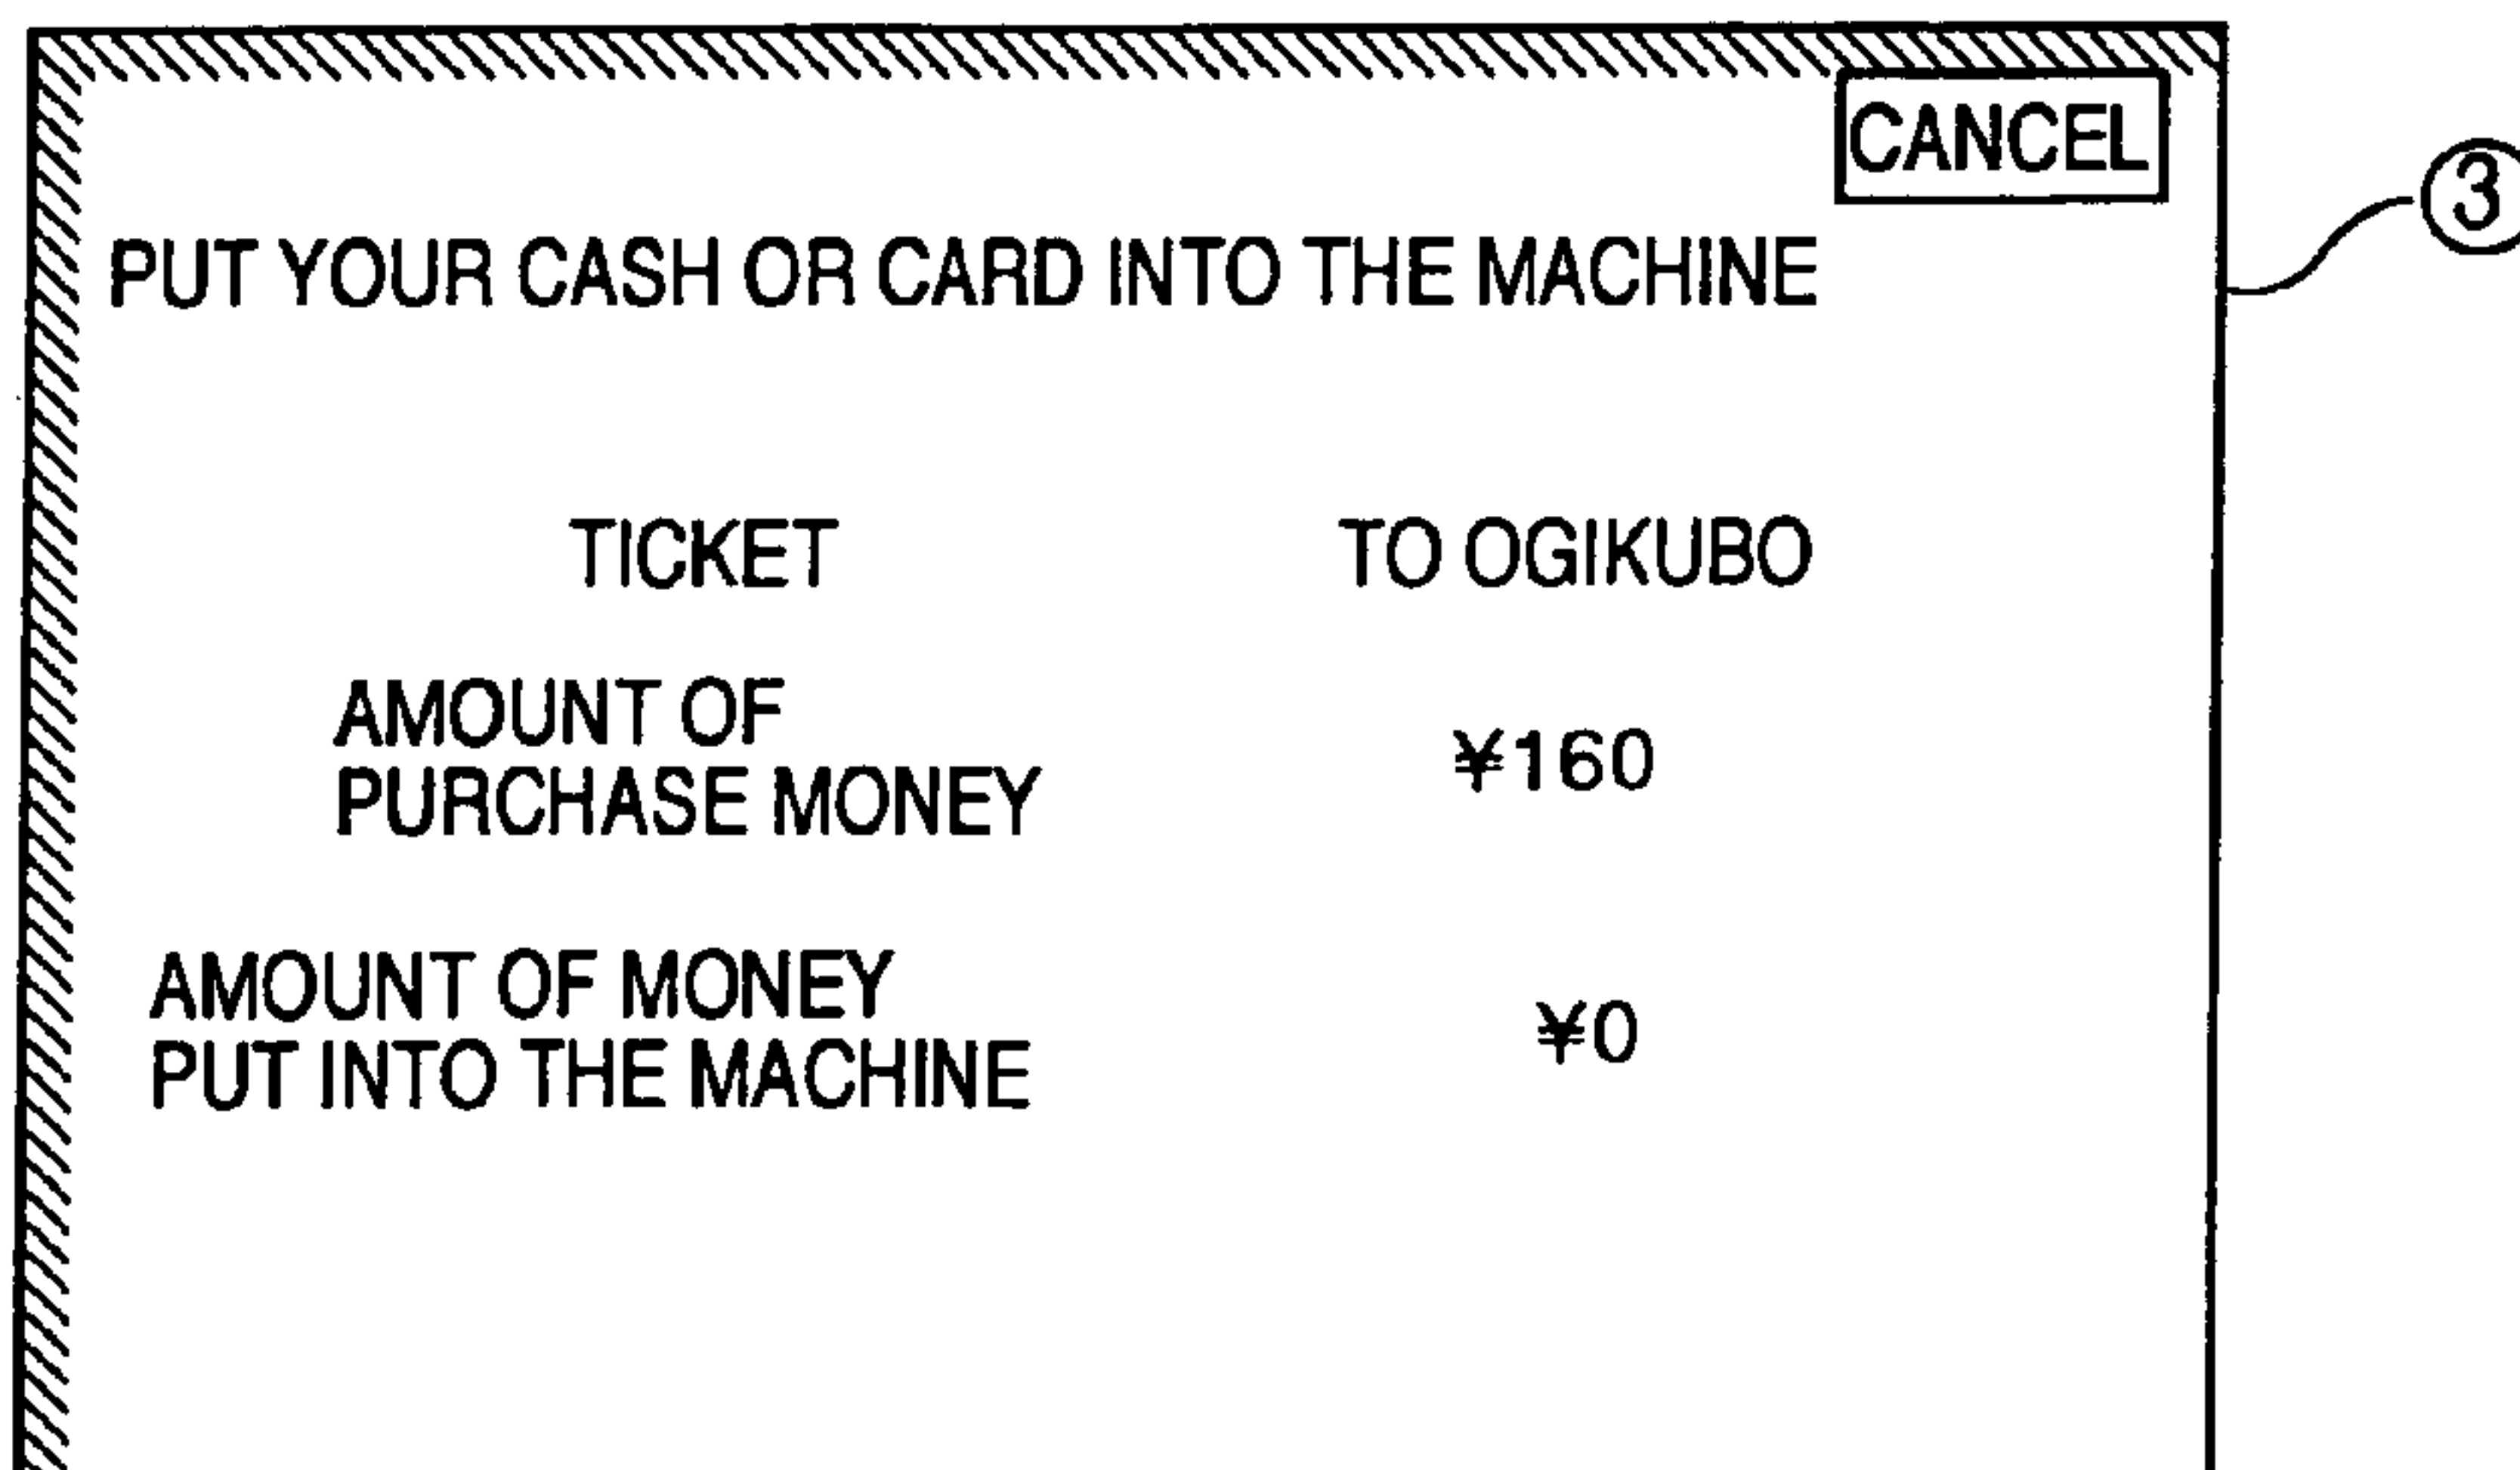 CANCEL
③
PUT YOUR CASH OR CARD INTO THE MACHINE
TICKET TO OGIKUBO
AMOUNT OF
PURCHASE MONEY ¥160
AMOUNT OF MONEY
PUT INTO THE MACHINE ¥0